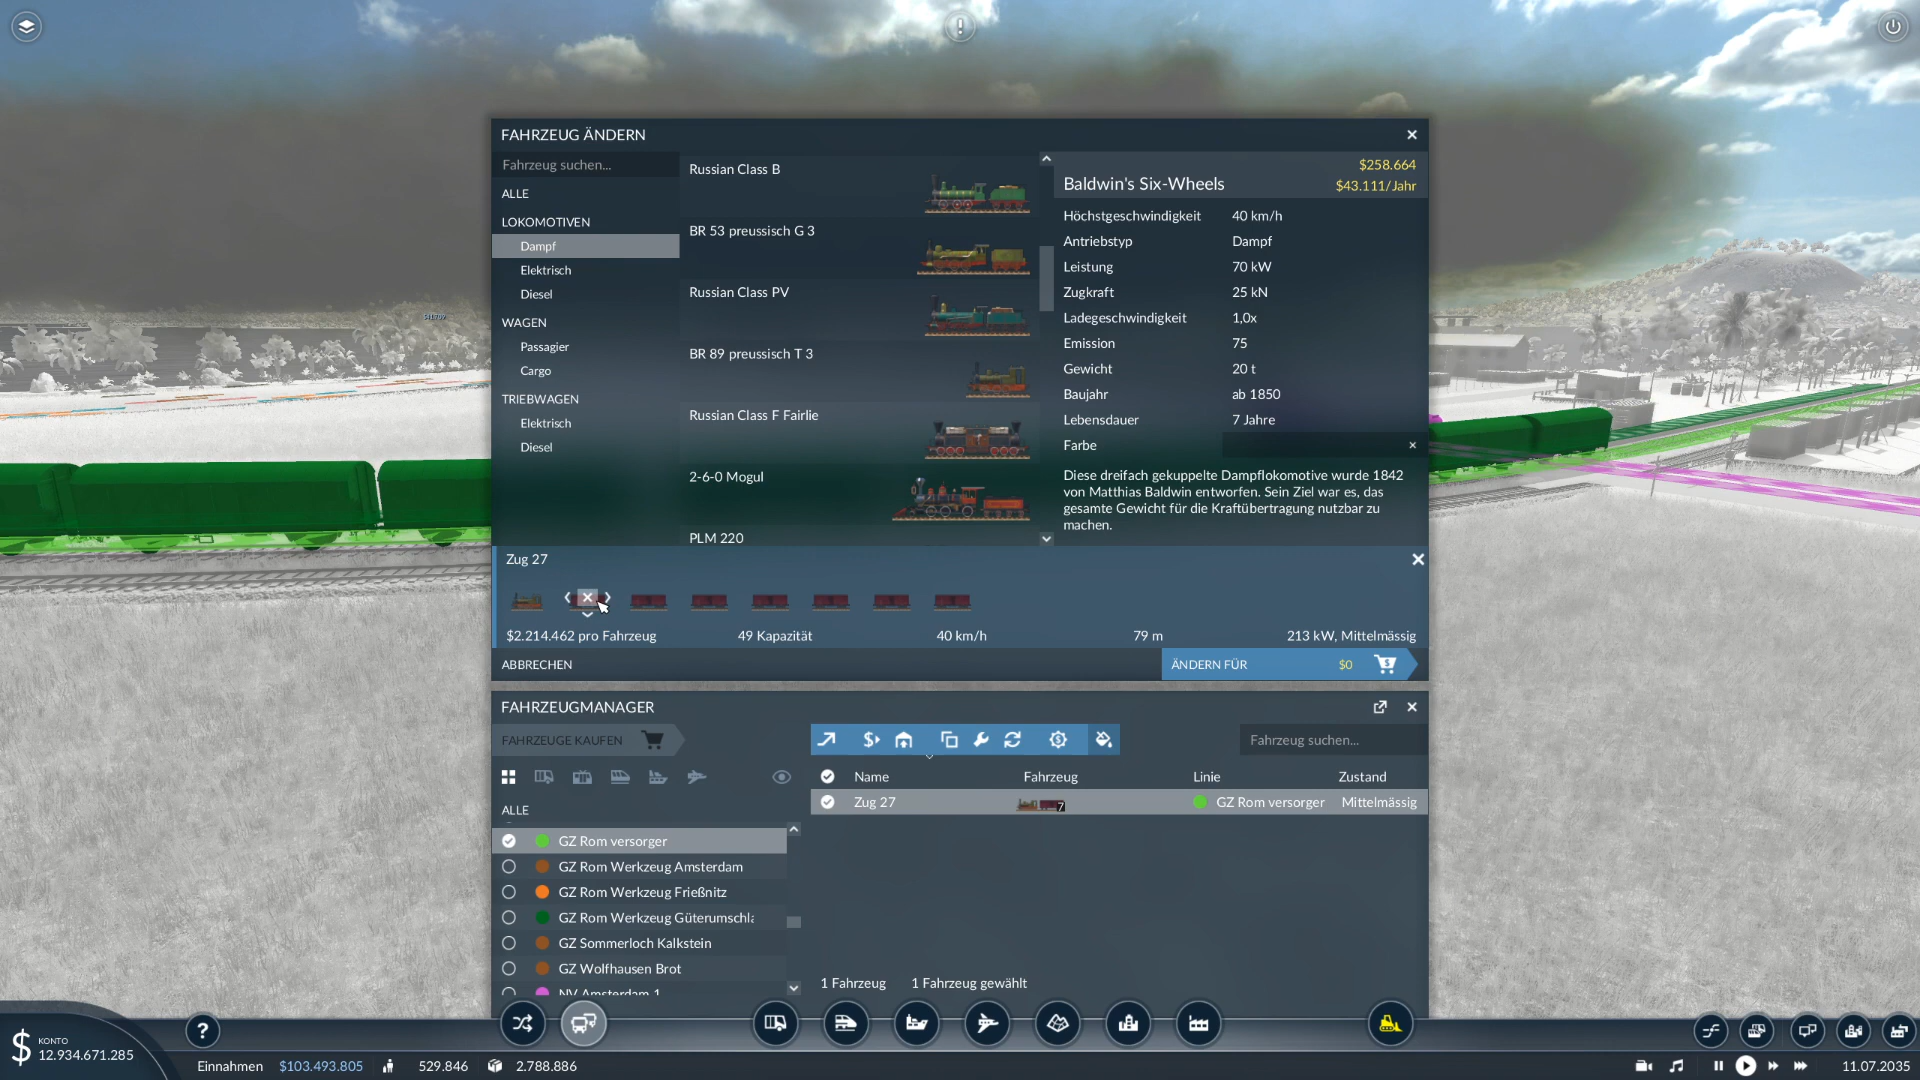 FAHRZEUG ÄNDERN
Fahrzeug suchen...
ALLE
LOKOMOTIVEN
Dampf
Elektrisch
Diesel
WAGEN
Passagier
Cargo
TRIEBWAGEN
Elektrisch
Diesel
Russian Class B
BR 53 preussisch G 3
Russian Class PV
BR 89 preussisch T 3
Russian Class F Fairlie
2-6-0 Mogul
PLM 220
$258.664
Baldwin's Six-Wheels $43.111/Jahr
Höchstgeschwindigkeit 40 km/h
Antriebstyp Dampf
Leistung 70 kW
Zugkraft 25 kN
Ladegeschwindigkeit 1,0x
Emission 75
Gewicht 20 t
Baujahr ab 1850
Lebensdauer 7 Jahre
Farbe
Diese dreifach gekuppelte Dampflokomotive wurde 1842
von Matthias Baldwin entworfen. Sein Ziel war es, das
gesamte Gewicht für die Kraftübertragung nutzbar zu
machen.
Zug 27
$2.214.462 pro Fahrzeug 49 Kapazität 40 km/h 79 m 213 kW, Mittelmässig
ABBRECHEN ÄNDERN FÜR $0
FAHRZEUGMANAGER
FAHRZEUGE KAUFEN Fahrzeug suchen...
ALLE
GZ Rom versorger
GZ Rom Werkzeug Amsterdam
GZ Rom Werkzeug Frießnitz
GZ Rom Werkzeug Güterumschla
GZ Sommerloch Kalkstein
GZ Wolfhausen Brot
NV Amsterdam 1
Name Fahrzeug Linie Zustand
Zug 27 7 GZ Rom versorger Mittelmässig
1 Fahrzeug 1 Fahrzeug gewählt
KONTO
12.934.671.285
Einnahmen $103.493.805 529.846 2.788.886 11.07.2035